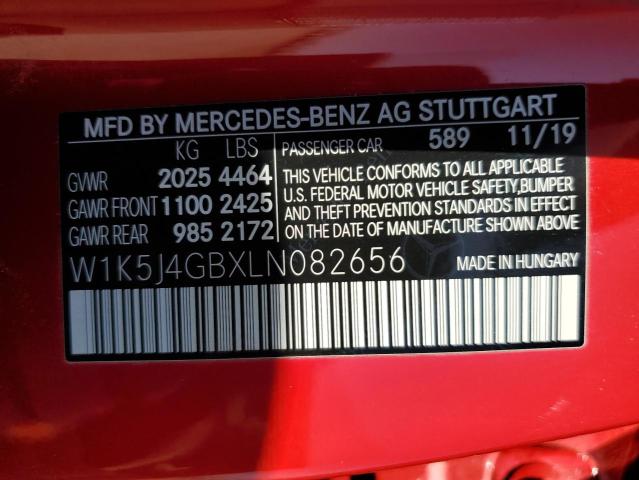 MFD BY MERCEDES-BENZ AG STUTTGART
KG LBS
GVWR 2025 4464
GAWR FRONT 1100 2425
GAWR REAR 985 2172
PASSENGER CAR 589 11/19
THIS VEHICLE CONFORMS TO ALL APPLICABLE
U.S. FEDERAL MOTOR VEHICLE SAFETY,BUMPER
AND THEFT PREVENTION STANDARDS IN EFFECT
ON THE DATE OF MANUFACTURE SHOWN ABOVE.
W1K5J4GBXLN082656
MADE IN HUNGARY